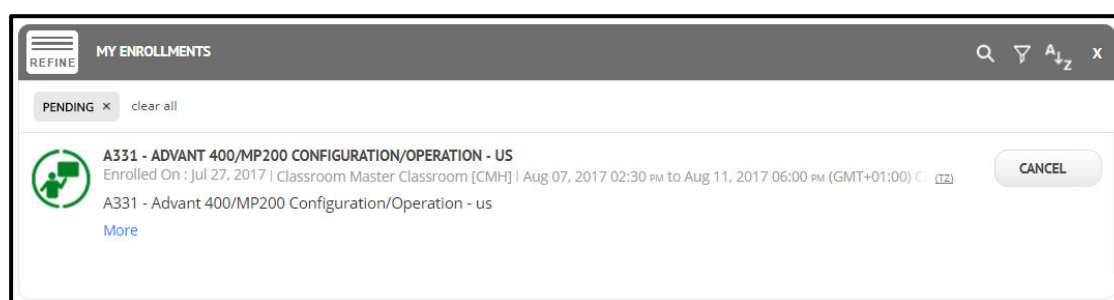 REFINE
MY ENROLLMENTS
A Z
X
PENDING × clear all
A331 - ADVANT 400/MP200 CONFIGURATION/OPERATION - US
Enrolled On : Jul 27, 2017 | Classroom Master Classroom [CMH] | Aug 07, 2017 02:30 PM to Aug 11, 2017 06:00 PM (GMT+01:00) (TZ)
CANCEL
A331 - Advant 400/MP200 Configuration/Operation - us
More